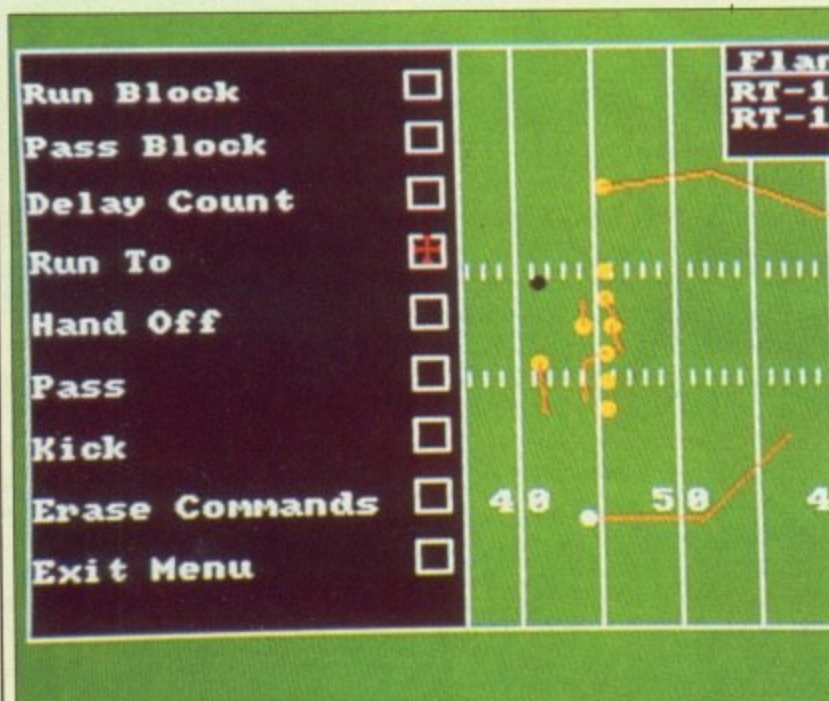 Run Block
Pass Block
Delay Count
Run To
Hand Off
Pass
Kick
Erase Commands
Exit Menu
RT-1
RT-1
40
50
4